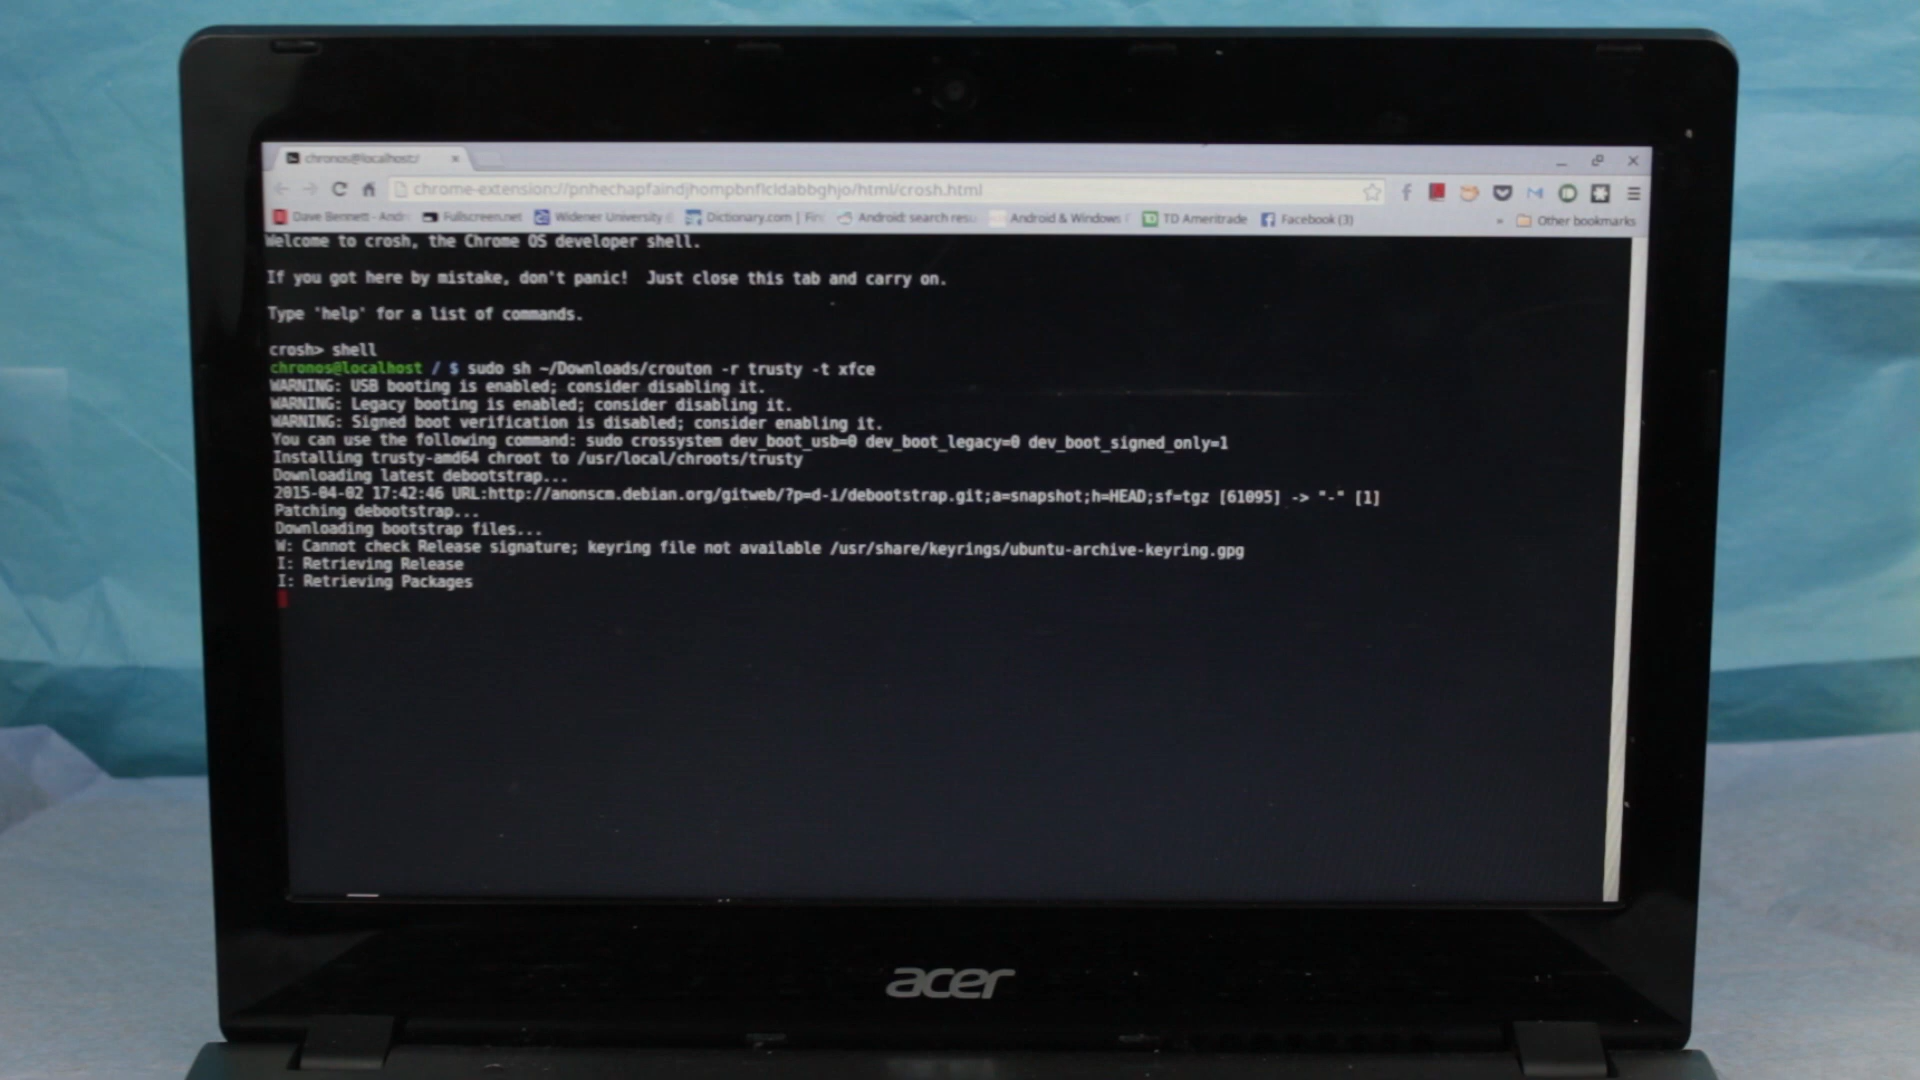 chronos@localhost:/
chrome-extension://pnhechapfaindjhompbnflcldabbghjo/html/crosh.html
Dave Bennett - Andr Fullscreen.net Widener University Dictionary.com | Fin Android: search resu Android & Windows TD Ameritrade Facebook (3) » Other bookmarks
Welcome to crosh, the Chrome OS developer shell.
If you got here by mistake, don't panic! Just close this tab and carry on.
Type 'help' for a list of commands.
crosh> shell
chronos@localhost / $ sudo sh ~/Downloads/crouton -r trusty -t xfce
WARNING: USB booting is enabled; consider disabling it.
WARNING: Legacy booting is enabled; consider disabling it.
WARNING: Signed boot verification is disabled; consider enabling it.
You can use the following command: sudo crossystem dev_boot_usb=0 dev_boot_legacy=0 dev_boot_signed_only=1
Installing trusty-amd64 chroot to /usr/local/chroots/trusty
Downloading latest debootstrap...
2015-04-02 17:42:46 URL:http://anonscm.debian.org/gitweb/?p=d-i/debootstrap.git;a=snapshot;h=HEAD;sf=tgz [61095] -> "-" [1]
Patching debootstrap...
Downloading bootstrap files...
W: Cannot check Release signature; keyring file not available /usr/share/keyrings/ubuntu-archive-keyring.gpg
I: Retrieving Release
I: Retrieving Packages
acer